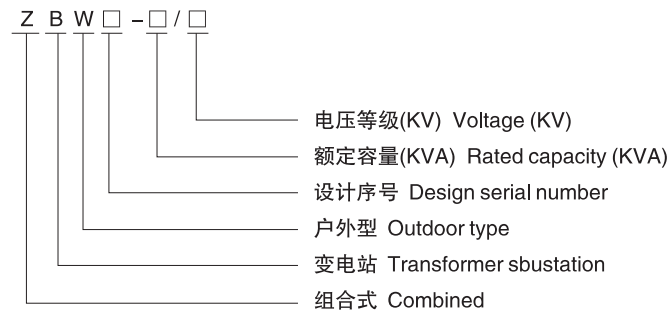 ZBW□-□/□
电压等级(KV) Voltage (KV)
额定容量(KVA) Rated capacity (KVA)
设计序号 Design serial number
户外型 Outdoor type
变电站 Transformer sbustation
组合式 Combined